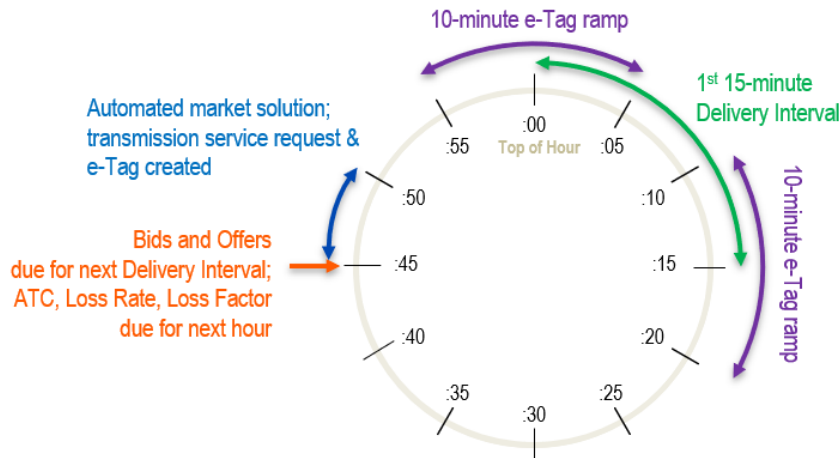 10-minute e-Tag ramp
1st 15-minute
Delivery Interval
Automated market solution;
transmission service request &
e-Tag created
:00
Top of Hour
:05
:10
:15
:20
:25
:30
:35
:40
:45
:50
:55
10-minute e-Tag ramp
Bids and Offers
due for next Delivery Interval;
ATC, Loss Rate, Loss Factor
due for next hour